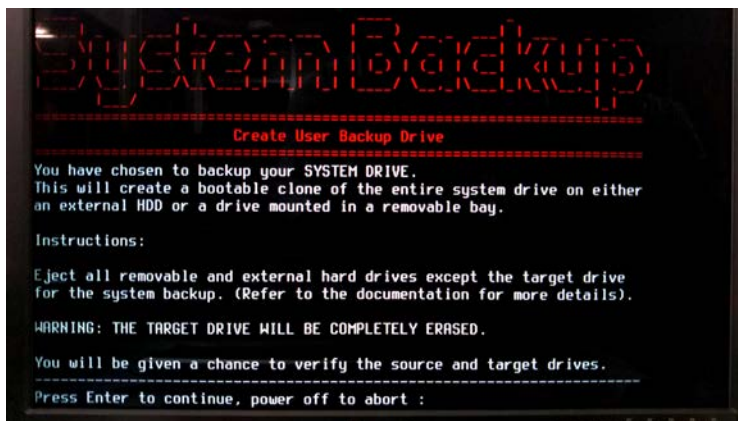 System Backup
Create User Backup Drive
You have chosen to backup your SYSTEM DRIVE.
This will create a bootable clone of the entire system drive on either
an external HDD or a drive mounted in a removable bay.
Instructions:
Eject all removable and external hard drives except the target drive
for the system backup. (Refer to the documentation for more details).
WARNING: THE TARGET DRIVE WILL BE COMPLETELY ERASED.
You will be given a chance to verify the source and target drives.
Press Enter to continue, power off to abort :